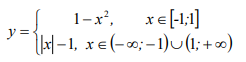 y = { 1 - x², x ∈ [-1;1]
|x| - 1, x ∈ (-∞; -1) ∪ (1; +∞)